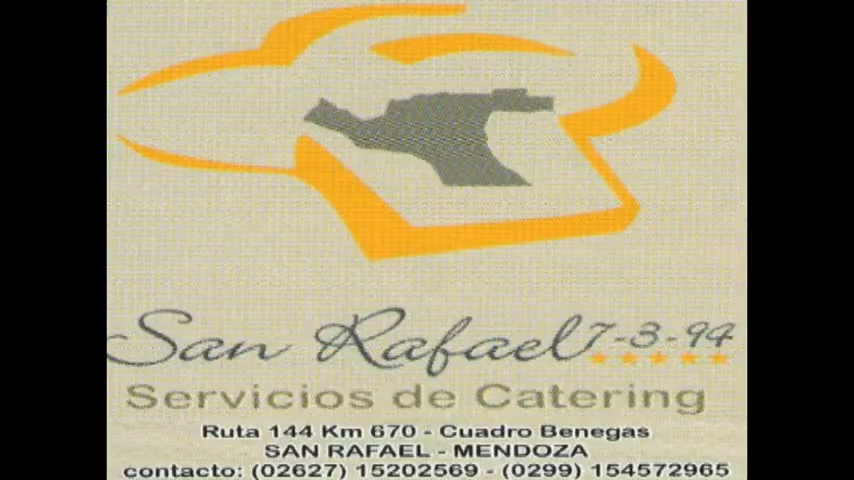 San Rafael 7-3-94
Servicios de Catering
Ruta 144 Km 670 - Cuadro Benegas
SAN RAFAEL - MENDOZA
contacto: (02627) 15202569 - (0299) 154572965